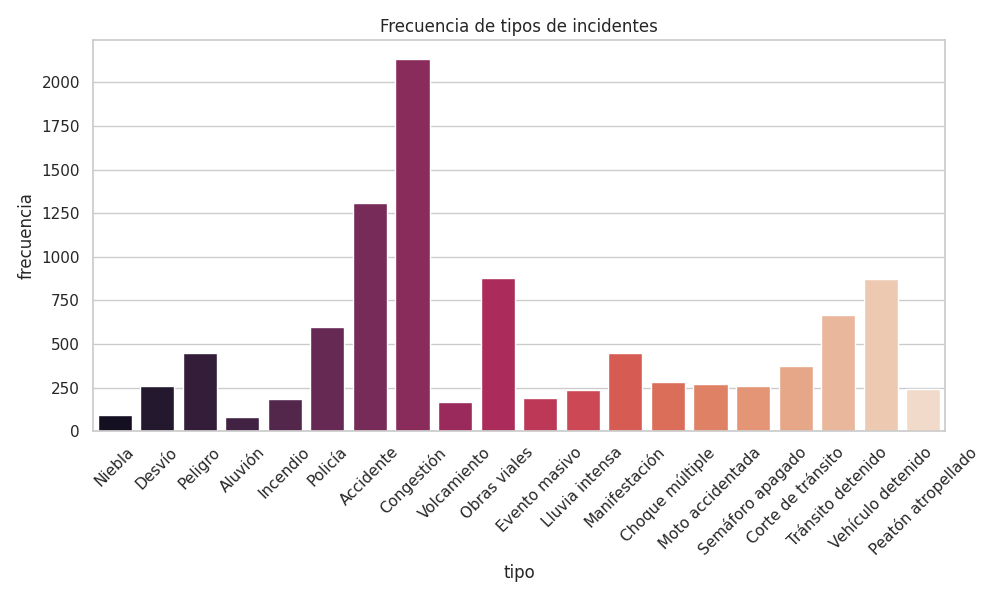 Frecuencia de tipos de incidentes
frecuencia
2000
1750
1500
1250
1000
750
500
250
0
Niebla
Desvío
Peligro
Aluvión
Incendio
Policía
Accidente
Congestión
Volcamiento
Obras viales
Evento masivo
Lluvia intensa
Manifestación
Choque múltiple
Moto accidentada
Semáforo apagado
Corte de tránsito
Tránsito detenido
Vehículo detenido
Peatón atropellado
tipo